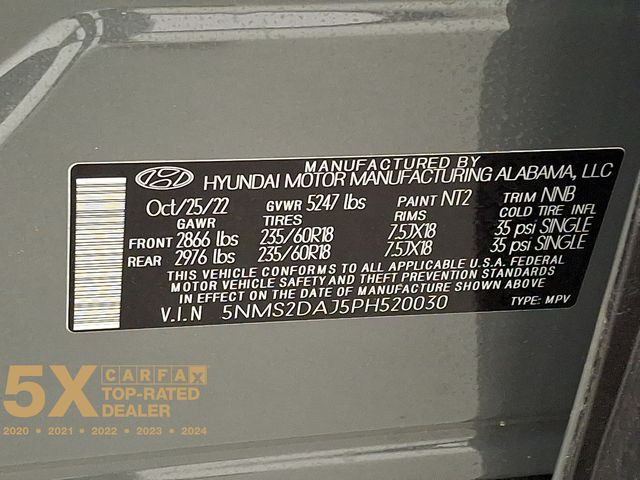 MANUFACTURED BY
HYUNDAI MOTOR MANUFACTURING ALABAMA, LLC
Oct/25/22 GVWR 5247 lbs PAINT NT2 TRIM NNB
GAWR TIRES RIMS COLD TIRE INFL
FRONT 2866 lbs 235/60R18 7.5JX18 35 psi SINGLE
REAR 2976 lbs 235/60R18 7.5JX18 35 psi SINGLE
THIS VEHICLE CONFORMS TO ALL APPLICABLE U.S.A. FEDERAL
MOTOR VEHICLE SAFETY AND THEFT PREVENTION STANDARDS
IN EFFECT ON THE DATE OF MANUFACTURE SHOWN ABOVE
V.I.N 5NMS2DAJ5PH520030 TYPE: MPV
5X CARFAX
TOP-RATED
DEALER
2020 • 2021 • 2022 • 2023 • 2024